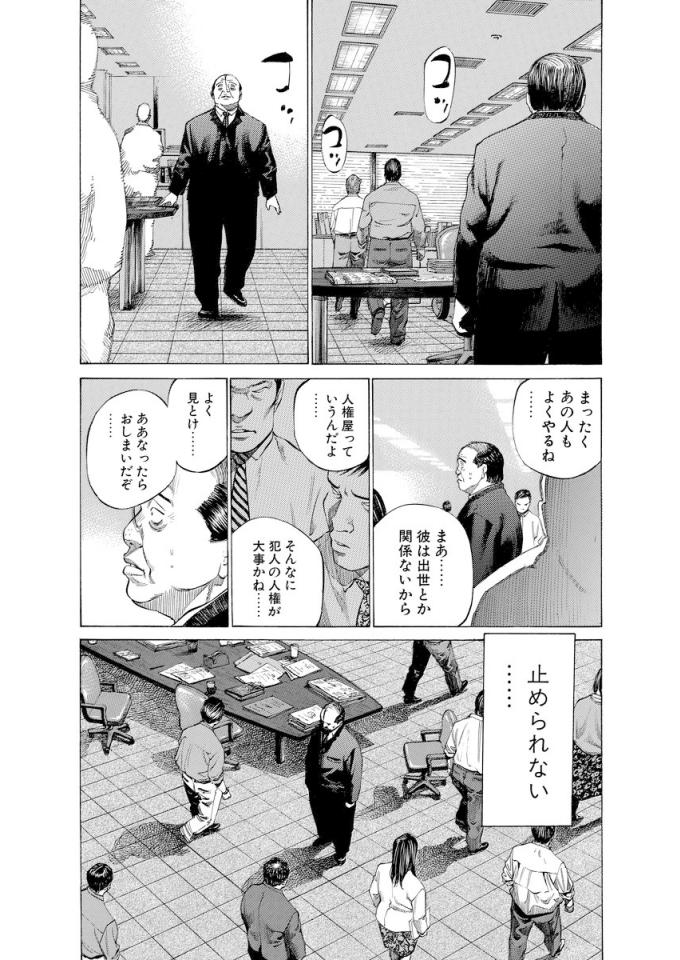 コッ
コッ
コッ
まったく
あの人も
よくやるね
……
まあ……
彼は出世とか
関係ないから
人権屋って
いうんだよ
……
そんなに
犯人の人権が
大事かね……
よく
見とけ……
ああなったら
おしまいだぞ
……
止められない
……